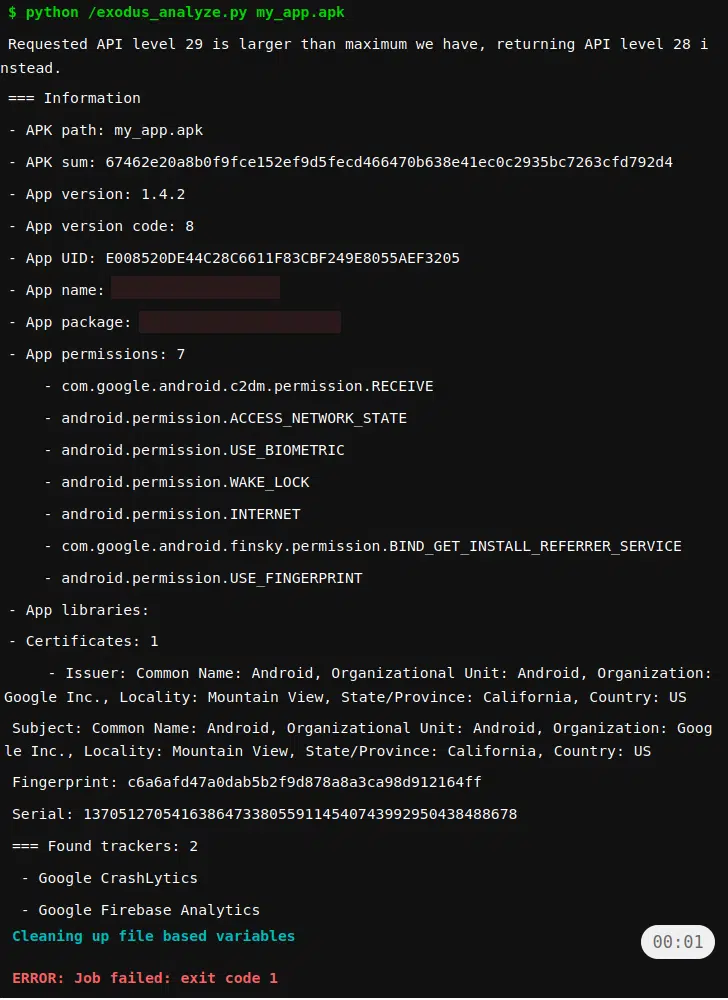 $ python /exodus_analyze.py my_app.apk
Requested API level 29 is larger than maximum we have, returning API level 28 i
nstead.
=== Information
- APK path: my_app.apk
- APK sum: 67462e20a8b0f9fce152ef9d5fecd466470b638e41ec0c2935bc7263cfd792d4
- App version: 1.4.2
- App version code: 8
- App UID: E008520DE44C28C6611F83CBF249E8055AEF3205
- App name:
- App package:
- App permissions: 7
- com.google.android.c2dm.permission.RECEIVE
- android.permission.ACCESS_NETWORK_STATE
- android.permission.USE_BIOMETRIC
- android.permission.WAKE_LOCK
- android.permission.INTERNET
- com.google.android.finsky.permission.BIND_GET_INSTALL_REFERRER_SERVICE
- android.permission.USE_FINGERPRINT
- App libraries:
- Certificates: 1
- Issuer: Common Name: Android, Organizational Unit: Android, Organization:
Google Inc., Locality: Mountain View, State/Province: California, Country: US
Subject: Common Name: Android, Organizational Unit: Android, Organization: Goog
le Inc., Locality: Mountain View, State/Province: California, Country: US
Fingerprint: c6a6afd47a0dab5b2f9d878a8a3ca98d912164ff
Serial: 1370512705416386473380559114540743992950438488678
=== Found trackers: 2
- Google CrashLytics
- Google Firebase Analytics
Cleaning up file based variables
00:01
ERROR: Job failed: exit code 1